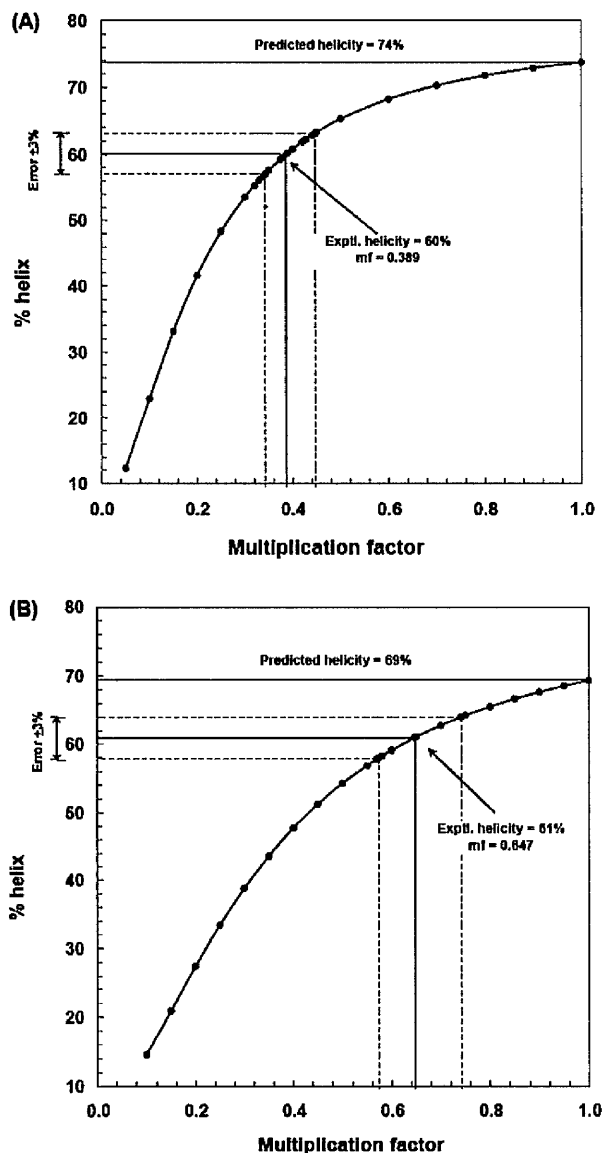 (A)
80
Predicted helicity = 74%
70
60
50
40
30
20
10
% helix
Error ±3%
Exptl. helicity = 60%
mf = 0.389
0.0 0.2 0.4 0.6 0.8 1.0
Multiplication factor
(B)
80
Predicted helicity = 69%
70
60
50
40
30
20
10
% helix
Error ±3%
Exptl. helicity = 61%
mf = 0.647
0.0 0.2 0.4 0.6 0.8 1.0
Multiplication factor